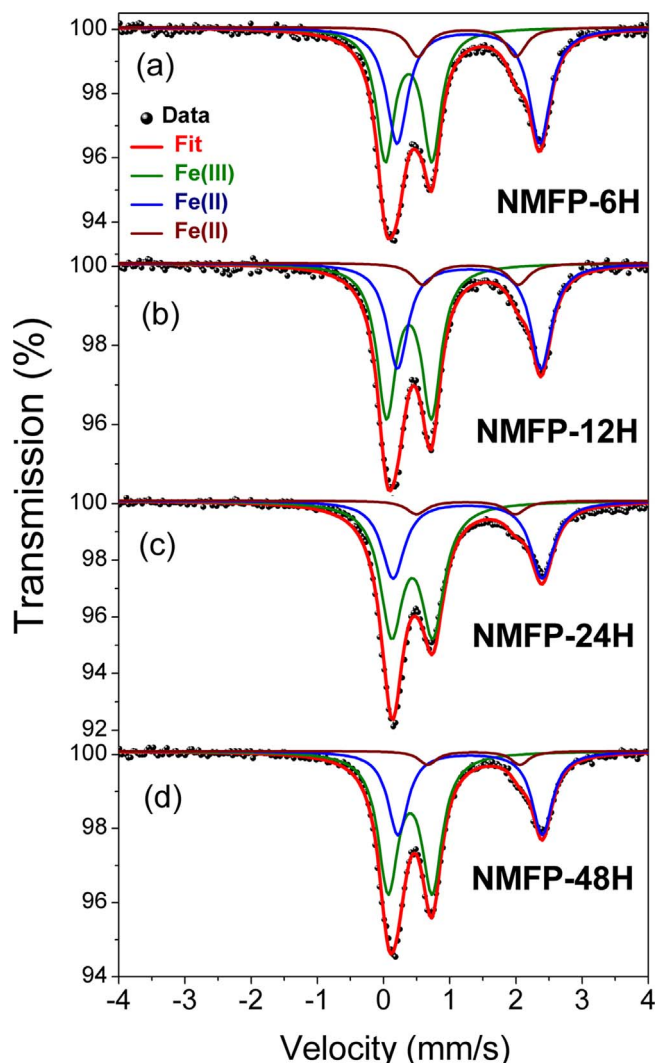 100
98
96
94
(a)
Data
Fit
Fe(III)
Fe(II)
Fe(II)
NMFP-6H
100
98
96
(b)
NMFP-12H
100
98
96
94
92
(c)
NMFP-24H
100
98
96
94
(d)
NMFP-48H
Transmission (%)
-4 -3 -2 -1 0 1 2 3 4
Velocity (mm/s)